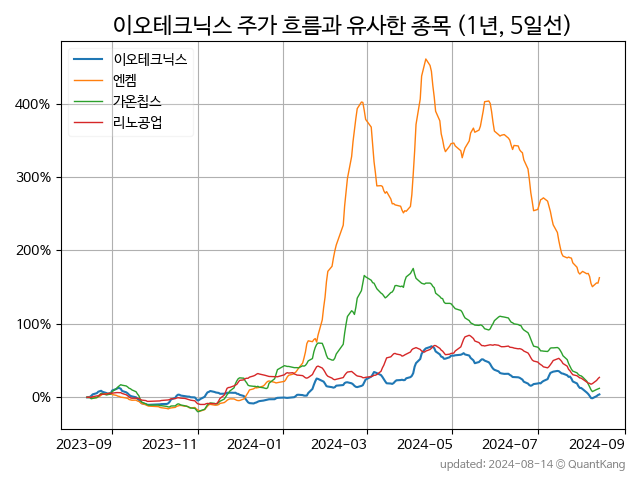 이오테크닉스 주가 흐름과 유사한 종목 (1년, 5일선)
이오테크닉스
엔켐
가온칩스
리노공업
400%
300%
200%
100%
0%
2023-09 2023-11 2024-01 2024-03 2024-05 2024-07 2024-09
updated: 2024-08-14 @ QuantKang